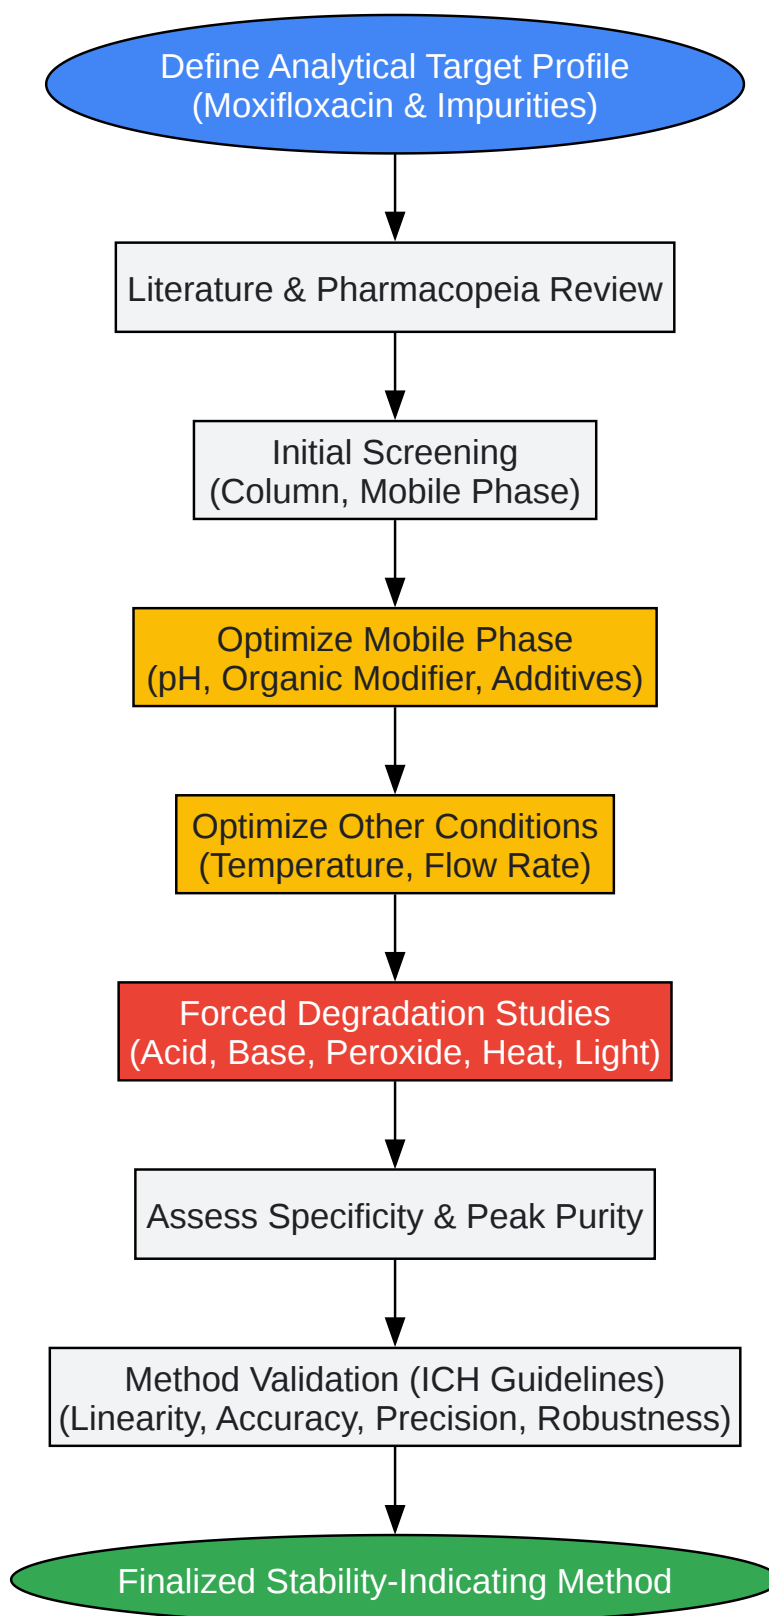 Define Analytical Target Profile
(Moxifloxacin & Impurities)
Literature & Pharmacopeia Review
Initial Screening
(Column, Mobile Phase)
Optimize Mobile Phase
(pH, Organic Modifier, Additives)
Optimize Other Conditions
(Temperature, Flow Rate)
Forced Degradation Studies
(Acid, Base, Peroxide, Heat, Light)
Assess Specificity & Peak Purity
Method Validation (ICH Guidelines)
(Linearity, Accuracy, Precision, Robustness)
Finalized Stability-Indicating Method